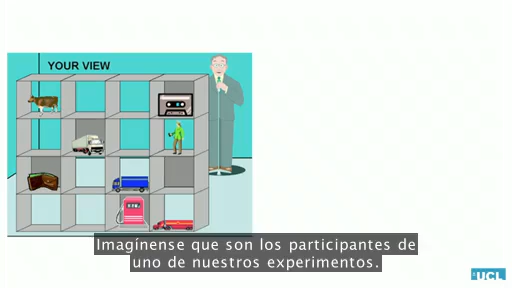 YOUR VIEW
Imagínense que son los participantes de
uno de nuestros experimentos.
UCL